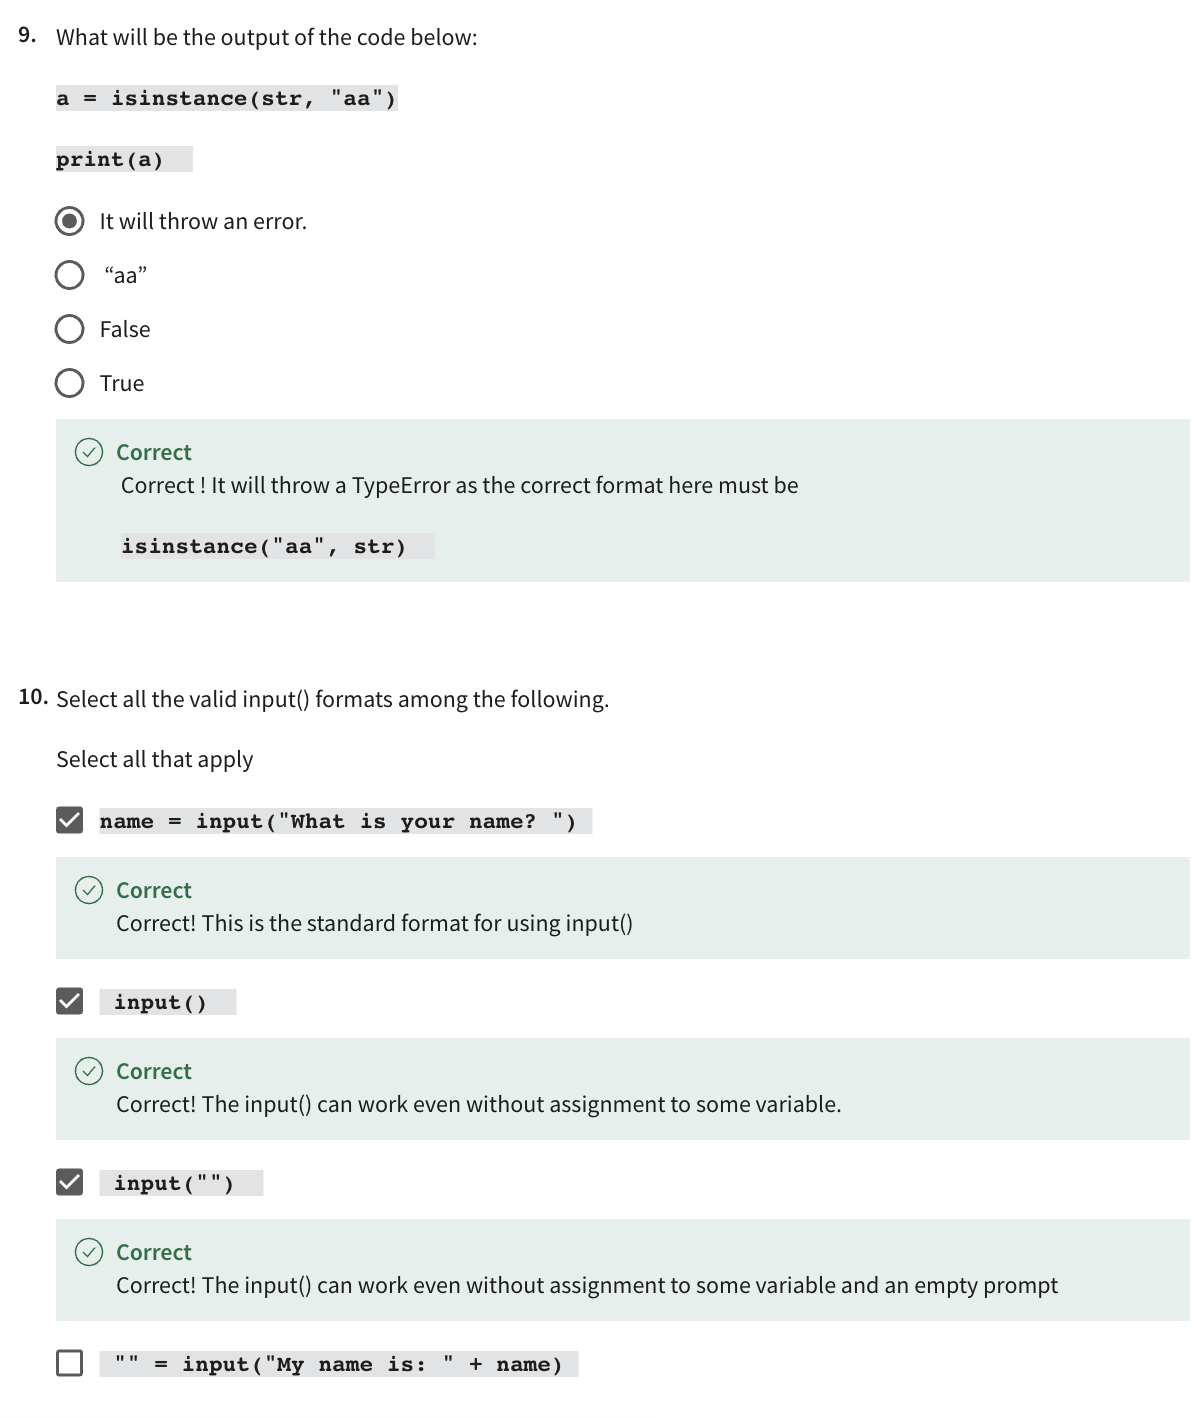 9. What will be the output of the code below:
a = isinstance(str, "aa")
print(a)
It will throw an error.
“aa”
False
True
Correct
Correct ! It will throw a TypeError as the correct format here must be
isinstance("aa", str)
10. Select all the valid input() formats among the following.
Select all that apply
name = input("What is your name? ")
Correct
Correct! This is the standard format for using input()
input()
Correct
Correct! The input() can work even without assignment to some variable.
input("")
Correct
Correct! The input() can work even without assignment to some variable and an empty prompt
"" = input("My name is: " + name)